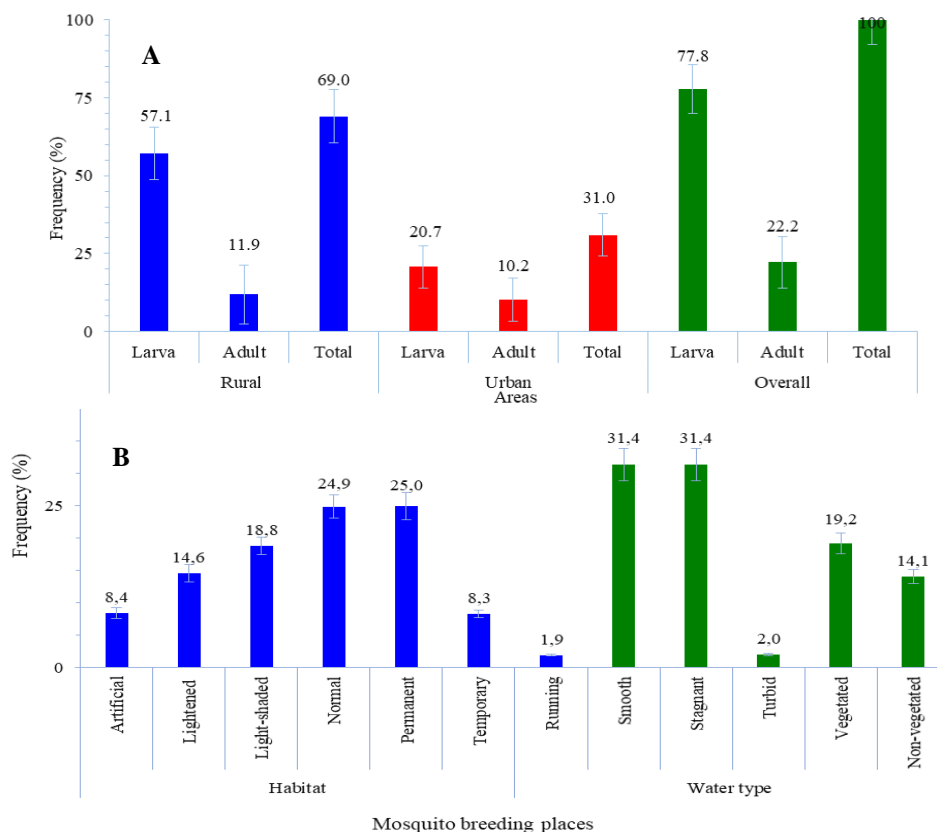 A
Frequency (%)
100
75
50
25
0
57.1
11.9
69.0
20.7
10.2
31.0
77.8
22.2
100
Larva Adult Total Larva Adult Total Larva Adult Total
Rural Urban Overall
Areas
B
Frequency (%)
25
0
8,4
14,6
18,8
24,9
25,0
8,3
1,9
31,4
31,4
2,0
19,2
14,1
Artificial
Lightened
Light-shaded
Normal
Permanent
Temporary
Running
Smooth
Stagnant
Turbid
Vegetated
Non-vegetated
Habitat Water type
Mosquito breeding places